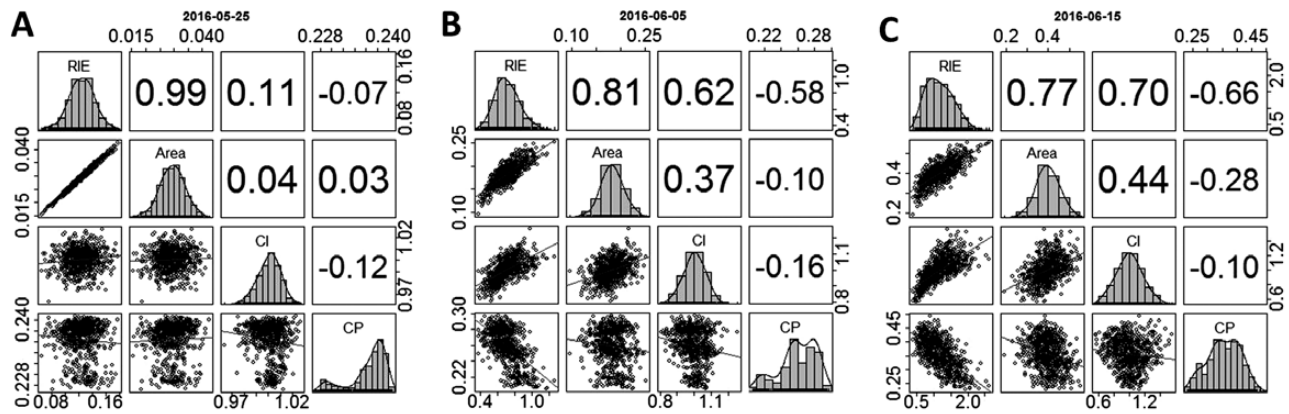 A
2016-05-25
0.015 0.040 0.228 0.240
RIE
0.99
0.11
-0.07
0.08 0.16
0.015 0.040
Area
0.04
0.03
CI
-0.12
0.97 1.02
0.228 0.240
CP
0.08 0.16
0.97 1.02
B
2016-06-05
0.10 0.25 0.22 0.28
RIE
0.81
0.62
-0.58
0.4 1.0
0.10 0.25
Area
0.37
-0.10
CI
-0.16
0.8 1.1
0.22 0.30
CP
0.4 1.0
0.8 1.1
C
2016-06-15
0.2 0.4 0.25 0.45
RIE
0.77
0.70
-0.66
0.5 2.0
0.2 0.4
Area
0.44
-0.28
CI
-0.10
0.6 1.2
0.25 0.45
CP
0.5 2.0
0.6 1.2